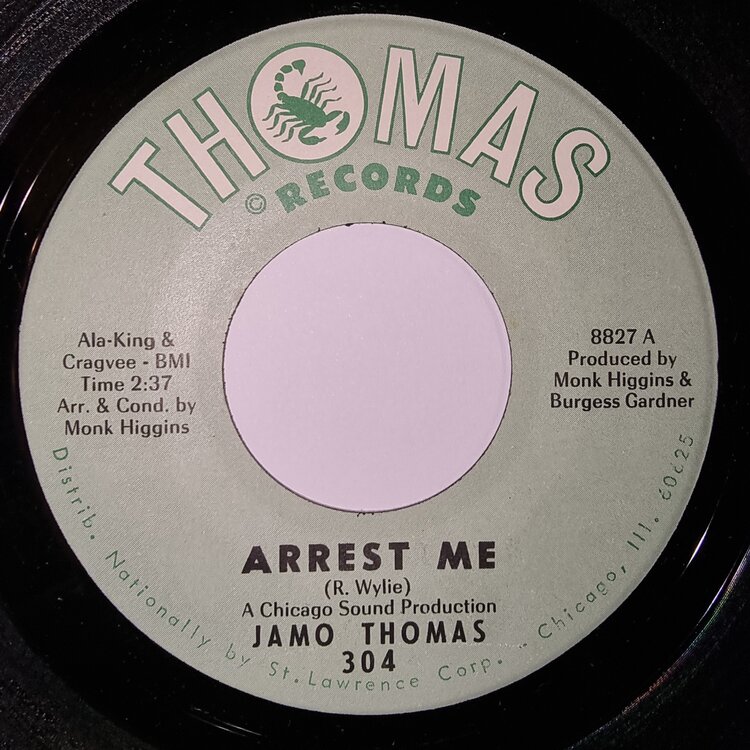 THOMAS
© RECORDS
Ala-King &
Cragvee - BMI
Time 2:37
Arr. & Cond. by
Monk Higgins
8827 A
Produced by
Monk Higgins &
Burgess Gardner
ARREST ME
(R. Wylie)
A Chicago Sound Production
JAMO THOMAS
304
Distrib. Nationally by St. Lawrence Corp. - Chicago, Ill. 60625